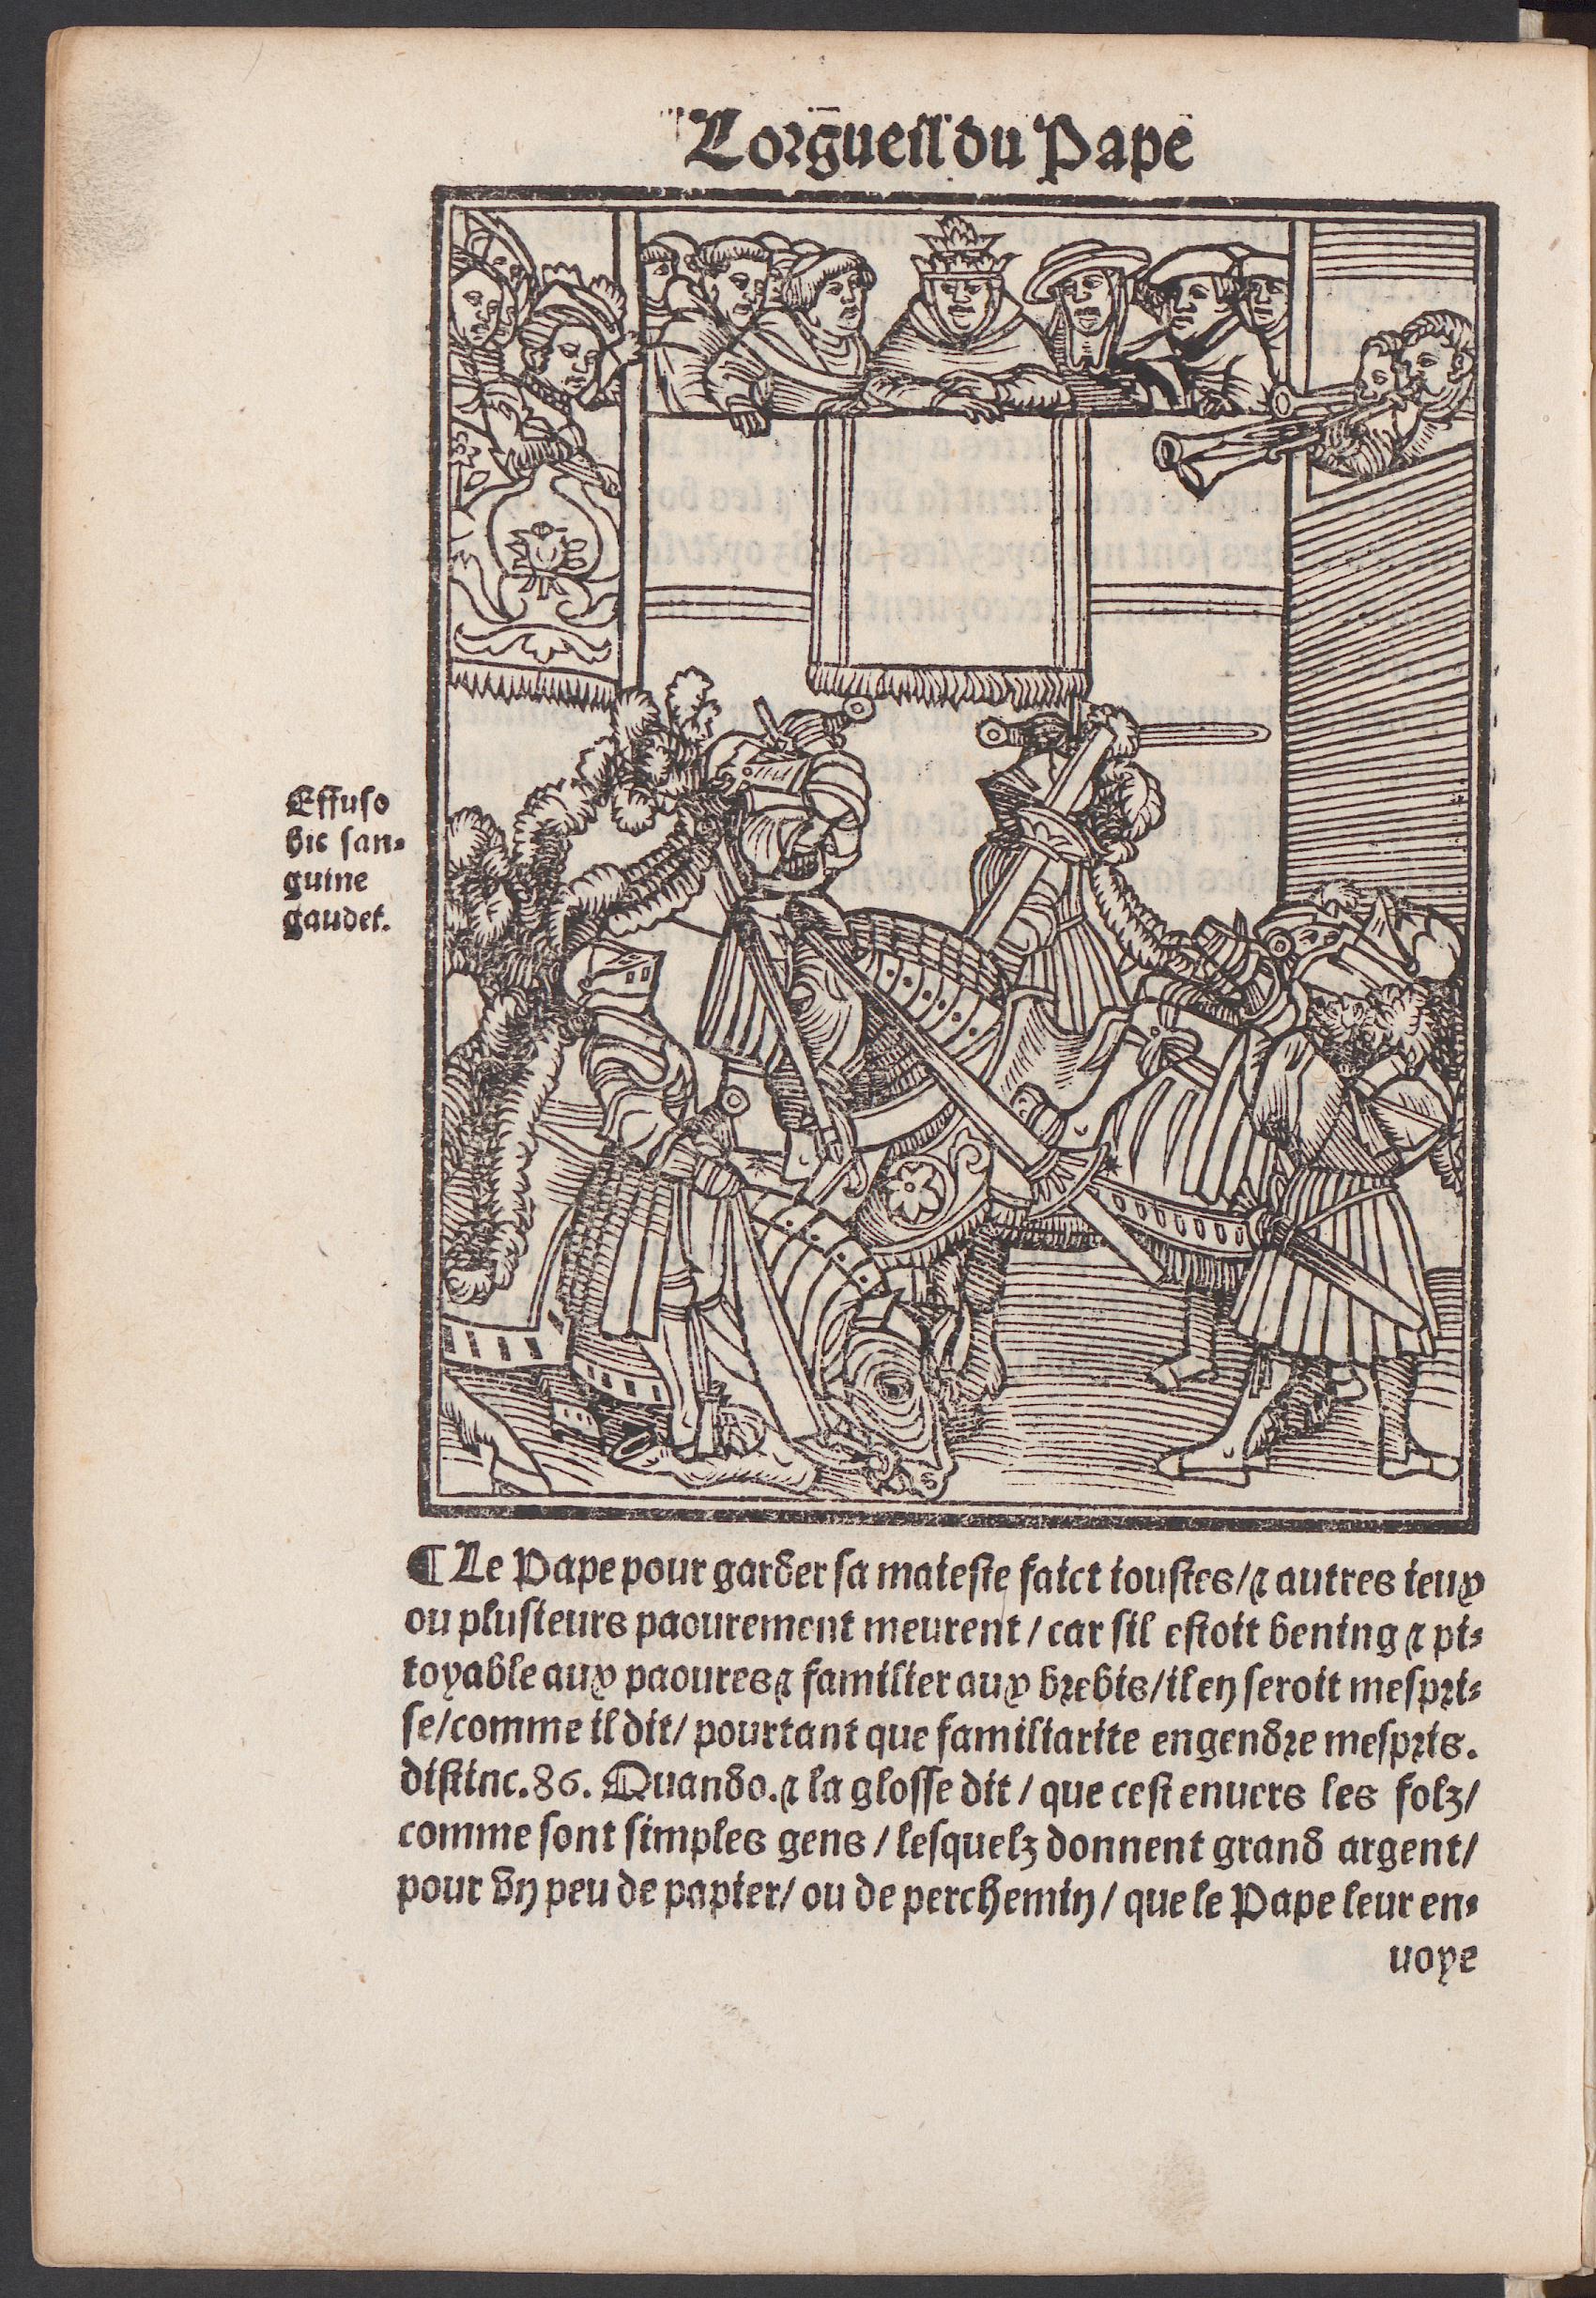 Lorgueil du Pape
Effuso
hic san-
guine
gaudet.
¶ Le Pape pour garder sa maieste faict ioustes/⁊ autres ieux
ou plusieurs paourement meurent / car sil estoit bening ⁊ pi-
toyable aux paoures ⁊ familier aux brebis/il en seroit mespri-
se/comme il dit/ pourtant que familiarite engendre mespris.
distinc.86. Quando.⁊ la glosse dit / que cest enuers les folz/
comme sont simples gens / lesquelz donnent grand argent/
pour vn peu de papier/ ou de perchemin / que le Pape leur en-
uoye